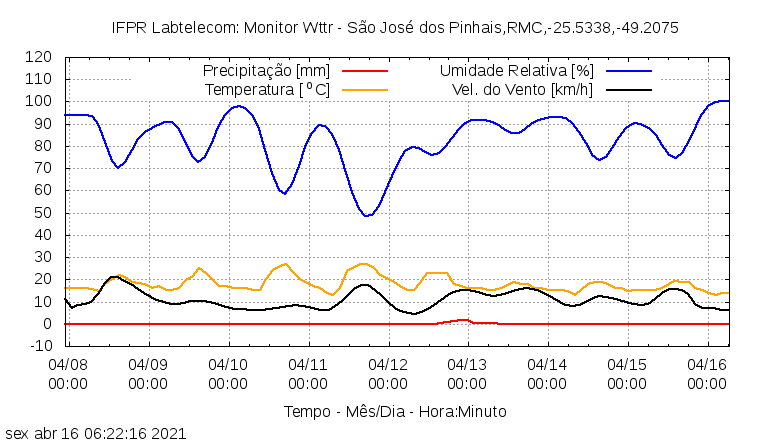 IFPR Labtelecom: Monitor Wttr - São José dos Pinhais,RMC,-25.5338,-49.2075
Precipitação [mm]
Temperatura [⁰C]
Umidade Relativa [%]
Vel. do Vento [km/h]
120
110
100
90
80
70
60
50
40
30
20
10
0
-10
04/08 04/09 04/10 04/11 04/12 04/13 04/14 04/15 04/16
00:00 00:00 00:00 00:00 00:00 00:00 00:00 00:00 00:00
Tempo - Mês/Dia - Hora:Minuto
sex abr 16 06:22:16 2021